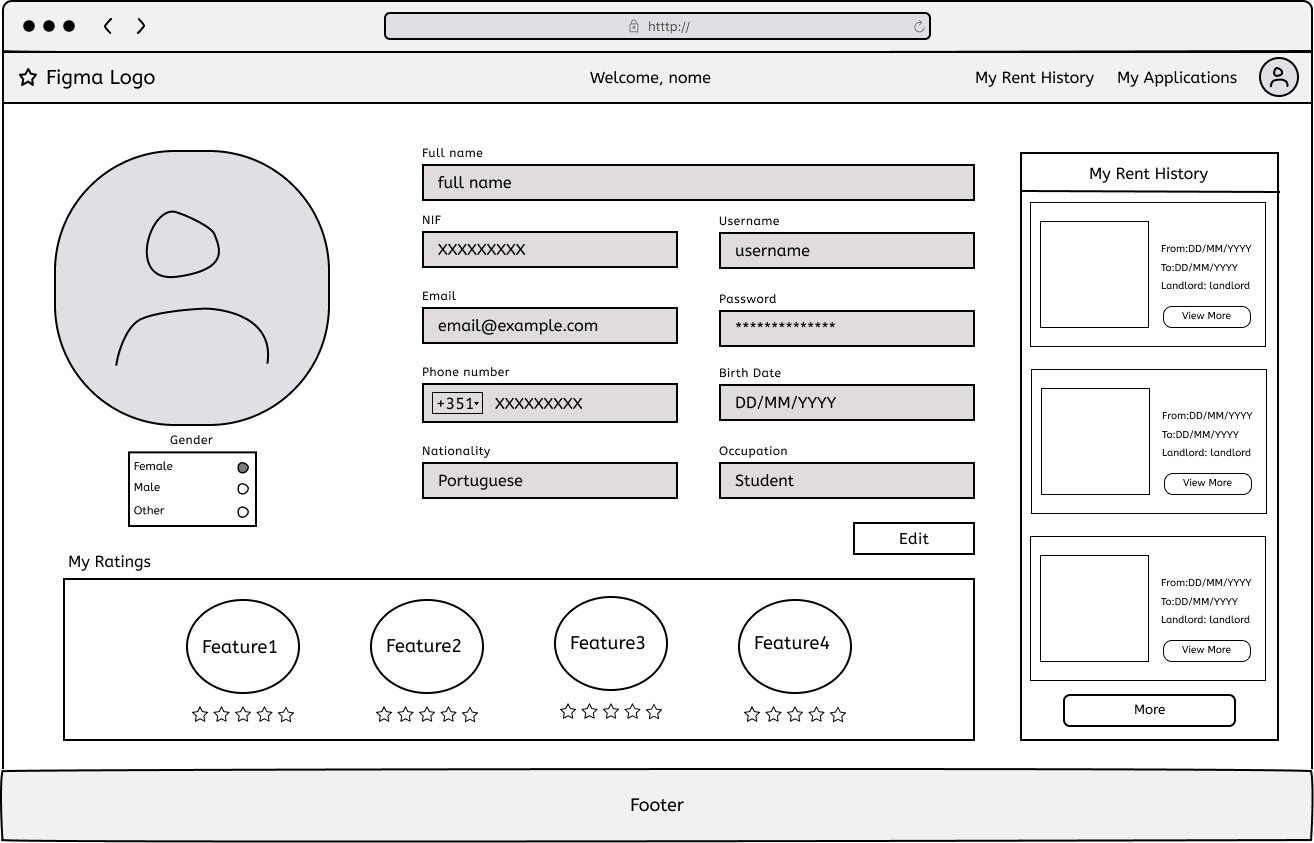 htttp://
Figma Logo
Welcome, nome
My Rent History
My Applications
Full name
full name
NIF
XXXXXXXXX
Username
username
Email
email@example.com
Password
**************
Phone number
+351
XXXXXXXXX
Birth Date
DD/MM/YYYY
Nationality
Portuguese
Occupation
Student
Edit
Gender
Female
Male
Other
My Ratings
Feature1
Feature2
Feature3
Feature4
My Rent History
From:DD/MM/YYYY
To:DD/MM/YYYY
Landlord: landlord
View More
From:DD/MM/YYYY
To:DD/MM/YYYY
Landlord: landlord
View More
From:DD/MM/YYYY
To:DD/MM/YYYY
Landlord: landlord
View More
More
Footer